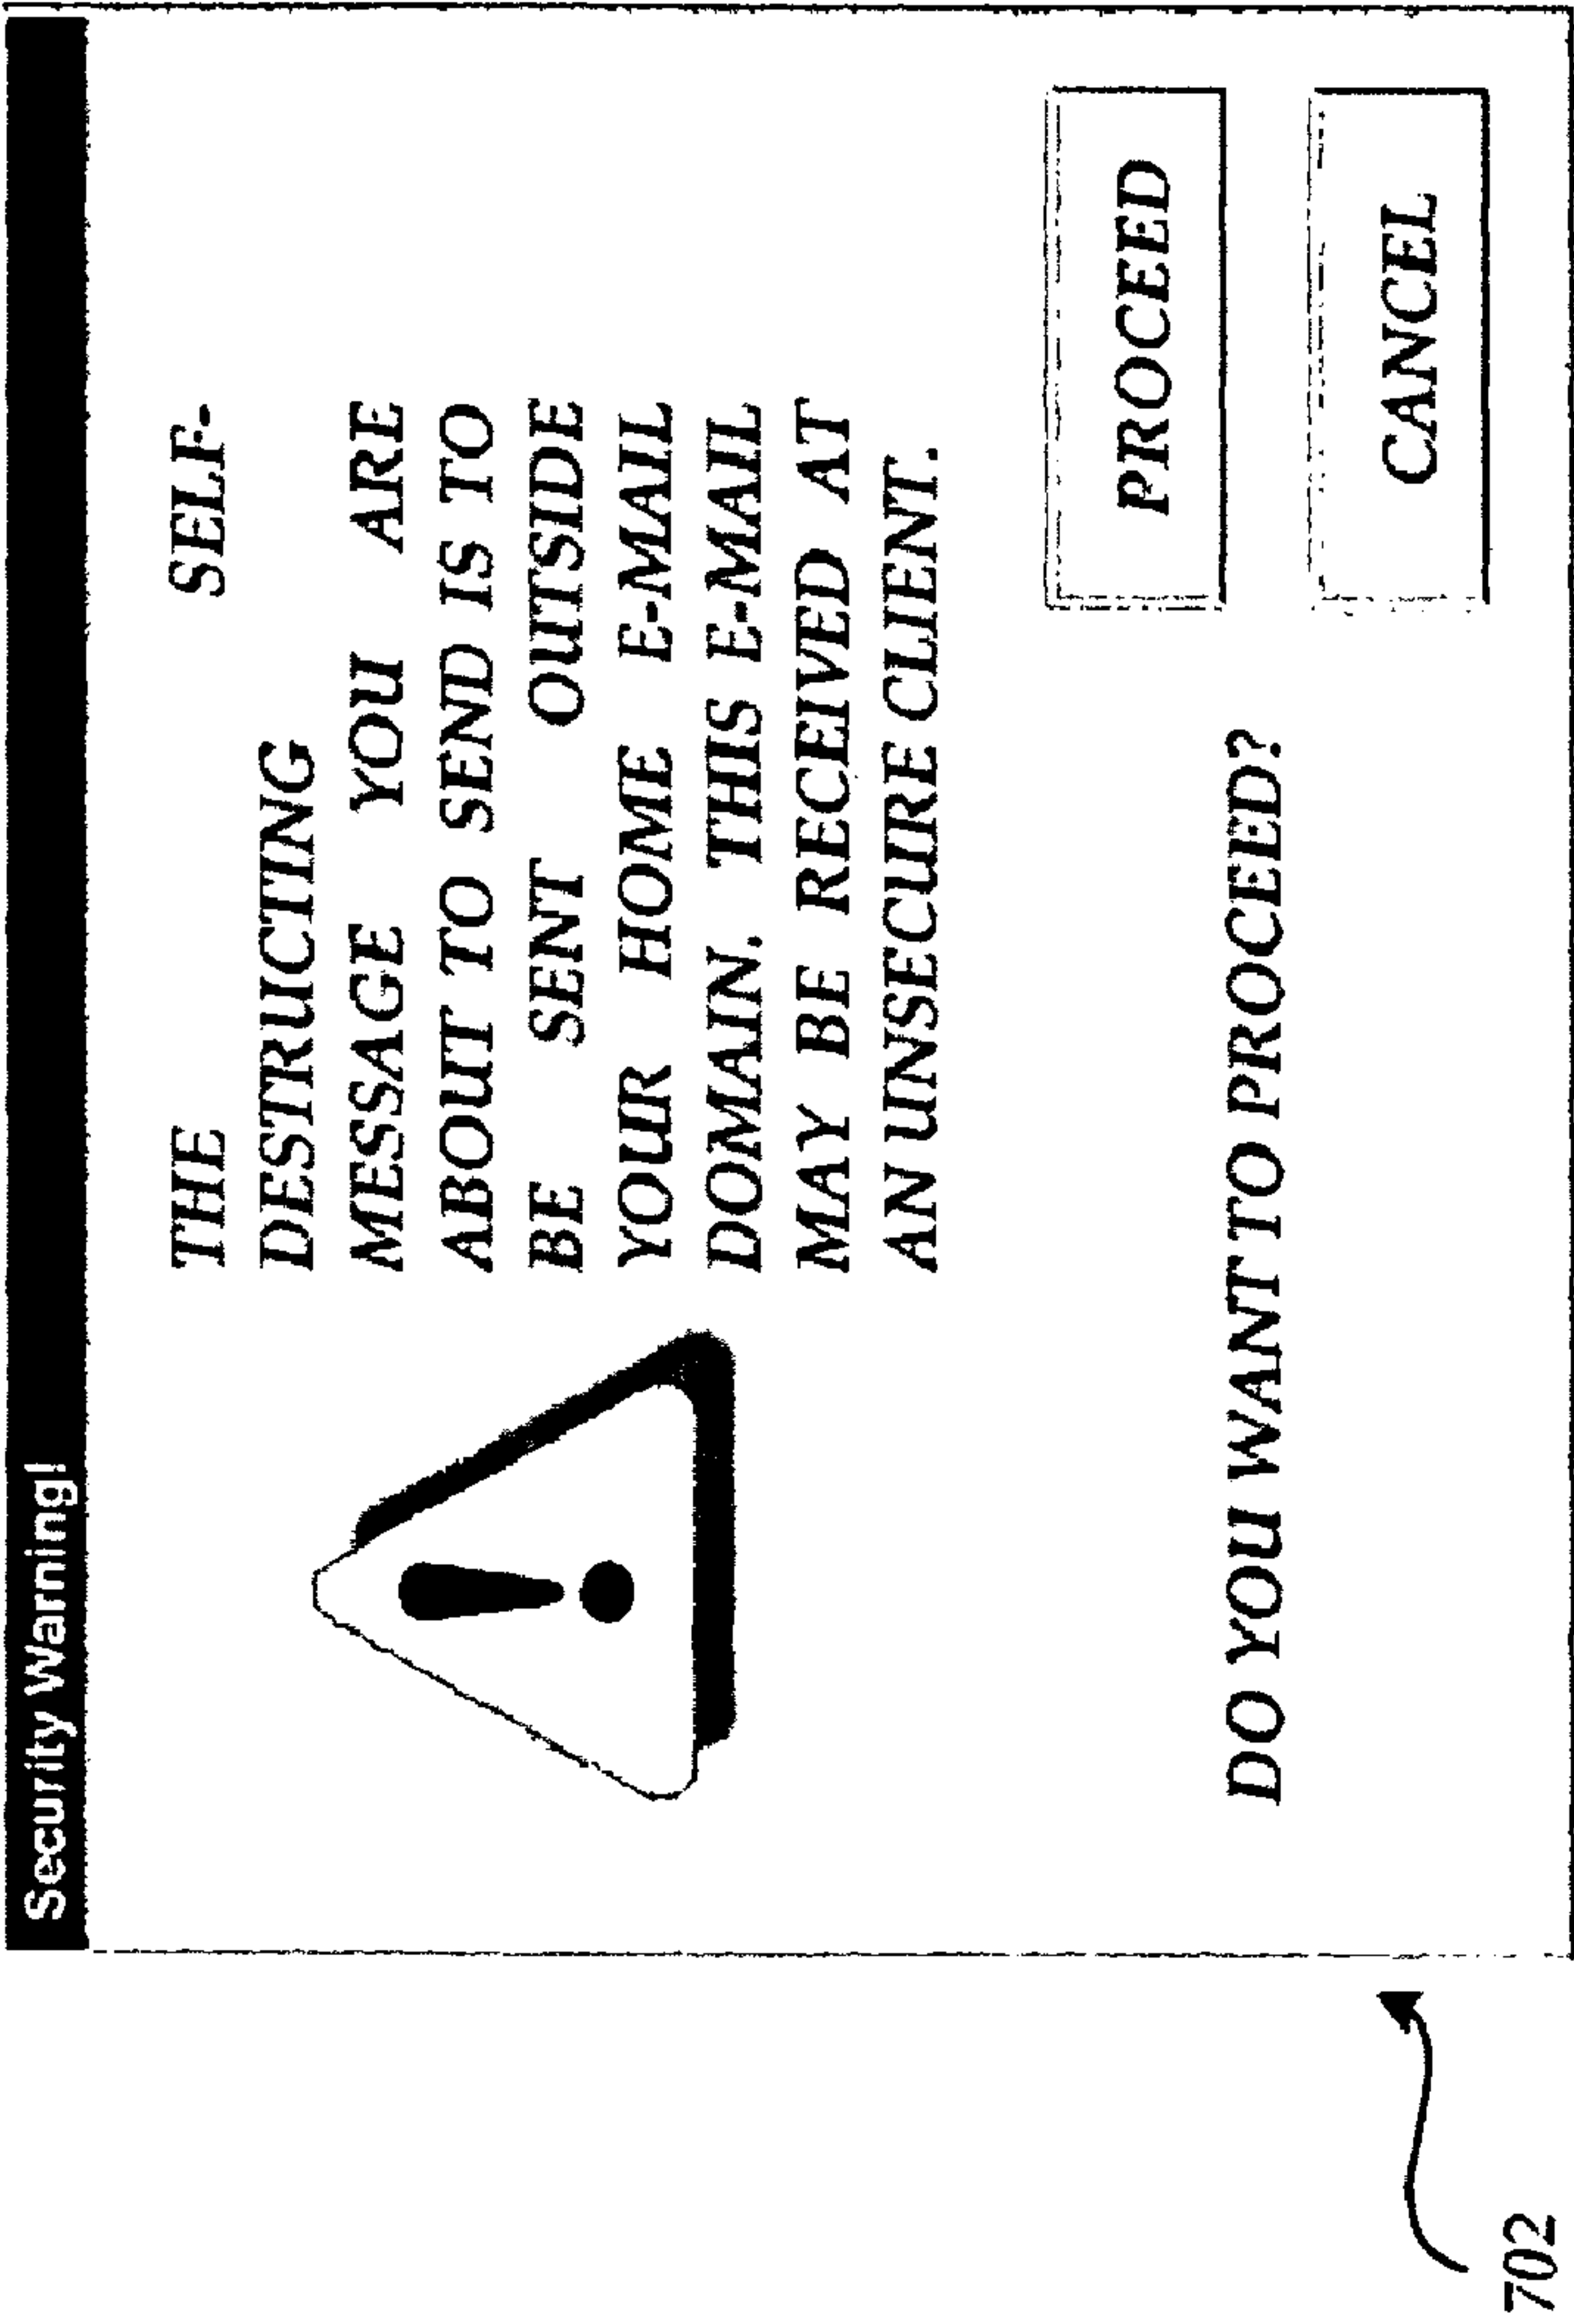 Security Warning!
THE SELF-
DESTRUCTING
MESSAGE YOU ARE
ABOUT TO SEND IS TO
BE SENT OUTSIDE
YOUR HOME E-MAIL
DOMAIN. THIS E-MAIL
MAY BE RECEIVED AT
AN UNSECURE CLIENT.
PROCEED
DO YOU WANT TO PROCEED?
CANCEL
702